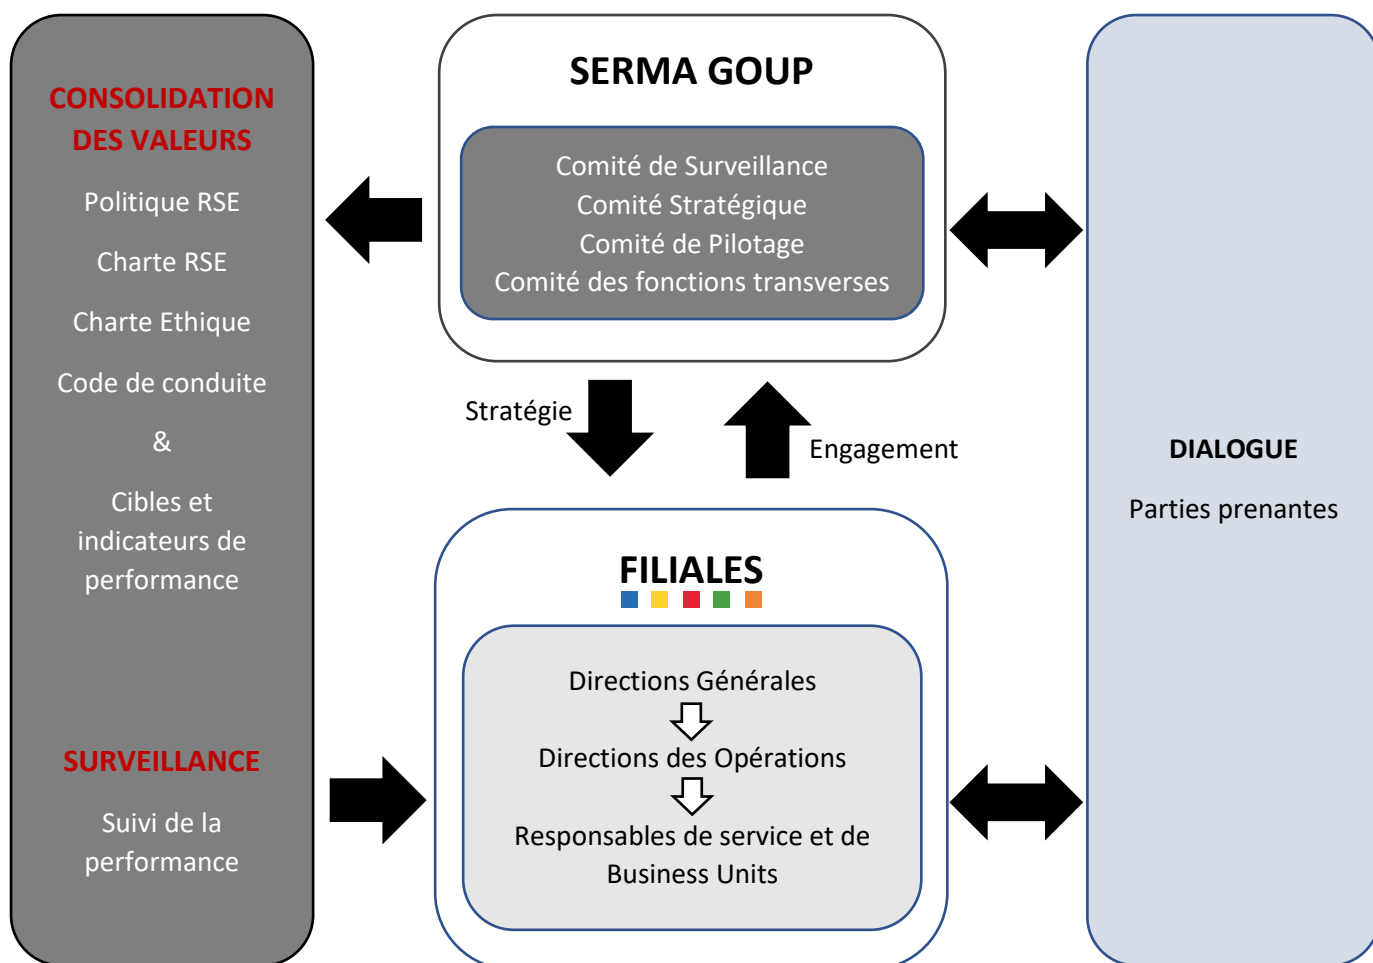 CONSOLIDATION
DES VALEURS
Politique RSE
Charte RSE
Charte Ethique
Code de conduite
&
Cibles et
indicateurs de
performance
SURVEILLANCE
Suivi de la
performance
SERMA GOUP
Comité de Surveillance
Comité Stratégique
Comité de Pilotage
Comité des fonctions transverses
Stratégie
Engagement
FILIALES
Directions Générales
Directions des Opérations
Responsables de service et de
Business Units
DIALOGUE
Parties prenantes